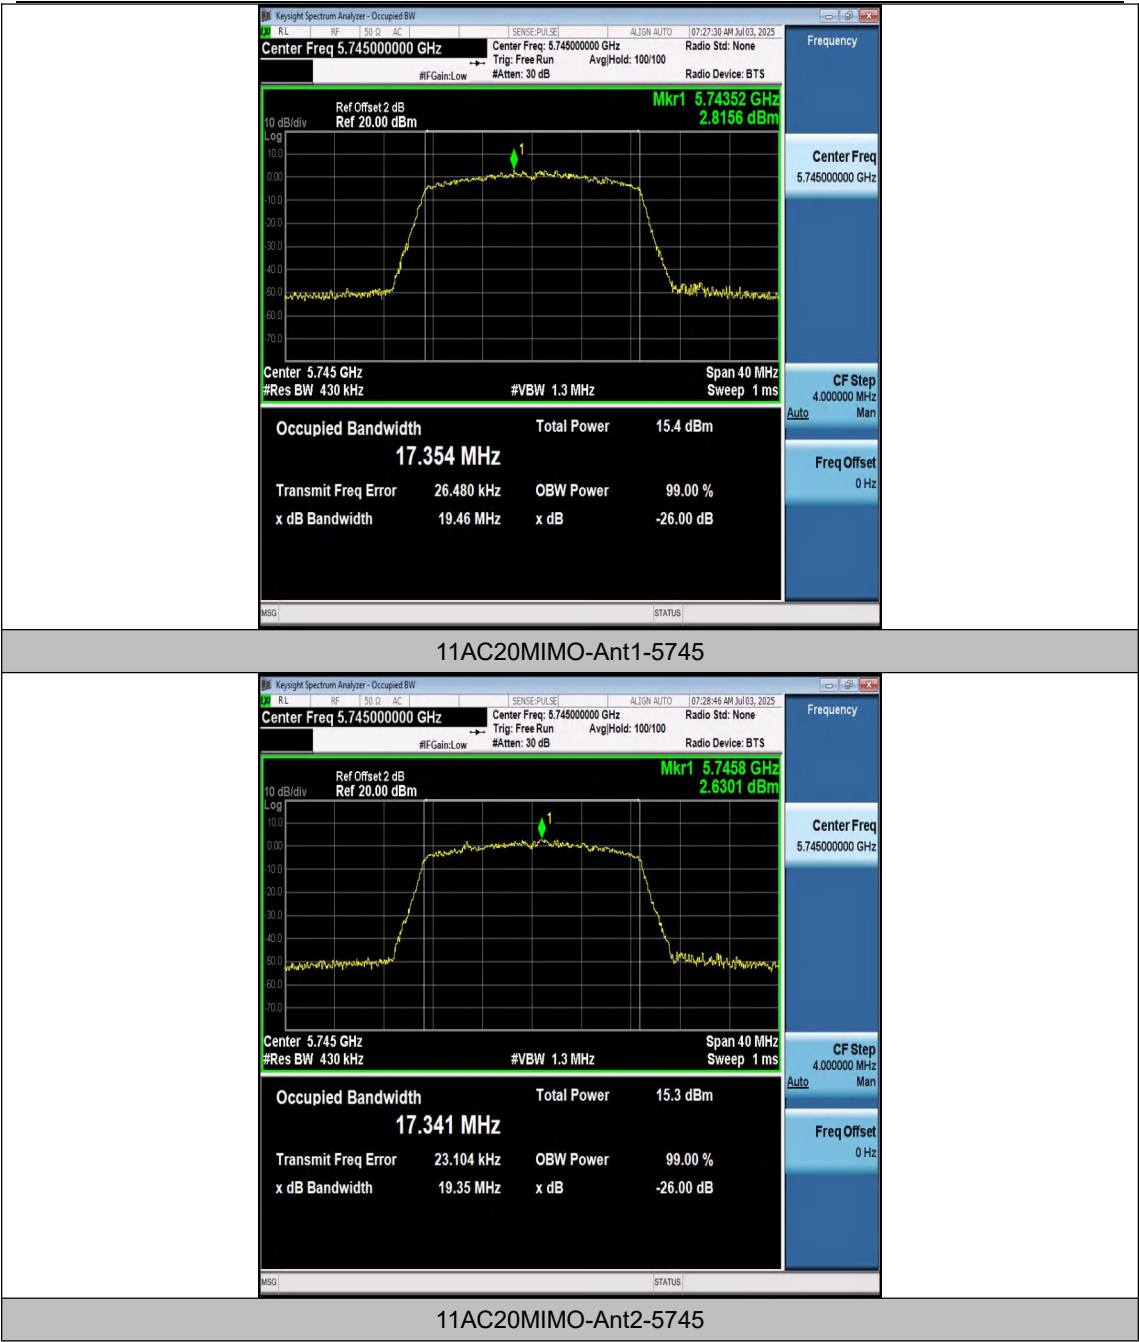 Keysight Spectrum Analyzer - Occupied BW
RL RF 50 Ω AC SENSE:PULSE ALIGN AUTO 07:27:30 AM Jul 03, 2025
Center Freq 5.745000000 GHz Center Freq: 5.745000000 GHz Radio Std: None Frequency
Trig: Free Run Avg|Hold: 100/100
#IFGain:Low #Atten: 30 dB Radio Device: BTS
Mkr1 5.74352 GHz
Ref Offset 2 dB 2.8156 dBm
10 dB/div Ref 20.00 dBm
Log
10.0
1
0.00
-10.0
-20.0
-30.0
-40.0
-50.0
-60.0
-70.0
Center Freq
5.745000000 GHz
Center 5.745 GHz Span 40 MHz
#Res BW 430 kHz #VBW 1.3 MHz Sweep 1 ms
CF Step
4.000000 MHz
Auto Man
Occupied Bandwidth Total Power 15.4 dBm
17.354 MHz
Freq Offset
0 Hz
Transmit Freq Error 26.480 kHz OBW Power 99.00 %
x dB Bandwidth 19.46 MHz x dB -26.00 dB
MSG STATUS
11AC20MIMO-Ant1-5745
Keysight Spectrum Analyzer - Occupied BW
RL RF 50 Ω AC SENSE:PULSE ALIGN AUTO 07:28:46 AM Jul 03, 2025
Center Freq 5.745000000 GHz Center Freq: 5.745000000 GHz Radio Std: None Frequency
Trig: Free Run Avg|Hold: 100/100
#IFGain:Low #Atten: 30 dB Radio Device: BTS
Mkr1 5.7458 GHz
Ref Offset 2 dB 2.6301 dBm
10 dB/div Ref 20.00 dBm
Log
10.0
1
0.00
-10.0
-20.0
-30.0
-40.0
-50.0
-60.0
-70.0
Center Freq
5.745000000 GHz
Center 5.745 GHz Span 40 MHz
#Res BW 430 kHz #VBW 1.3 MHz Sweep 1 ms
CF Step
4.000000 MHz
Auto Man
Occupied Bandwidth Total Power 15.3 dBm
17.341 MHz
Freq Offset
0 Hz
Transmit Freq Error 23.104 kHz OBW Power 99.00 %
x dB Bandwidth 19.35 MHz x dB -26.00 dB
MSG STATUS
11AC20MIMO-Ant2-5745